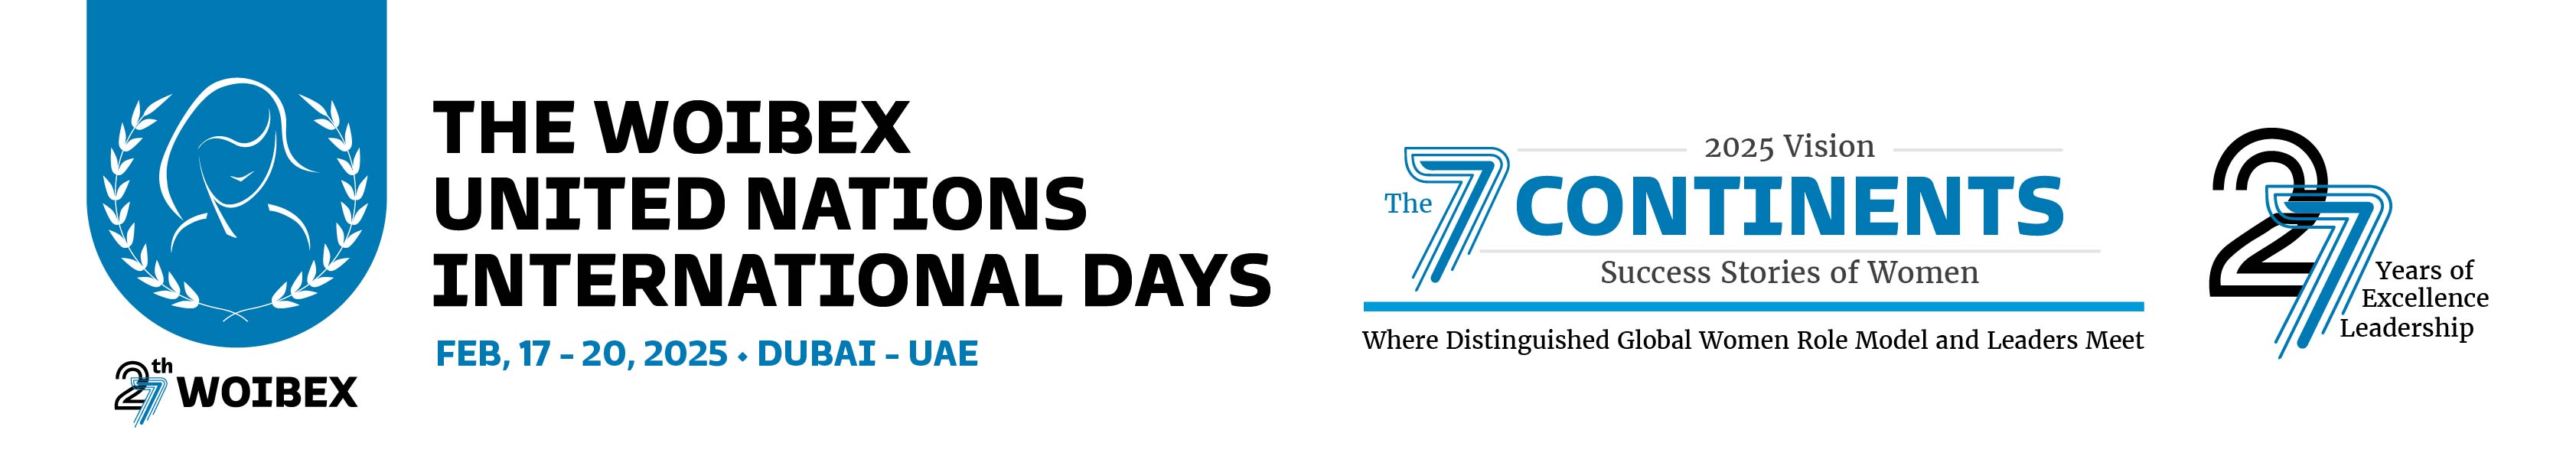 27th WOIBEX
THE WOIBEX
UNITED NATIONS
INTERNATIONAL DAYS
FEB, 17 - 20, 2025 • DUBAI - UAE
2025 Vision
The 7 CONTINENTS
Success Stories of Women
Where Distinguished Global Women Role Model and Leaders Meet
27
Years of
Excellence
Leadership